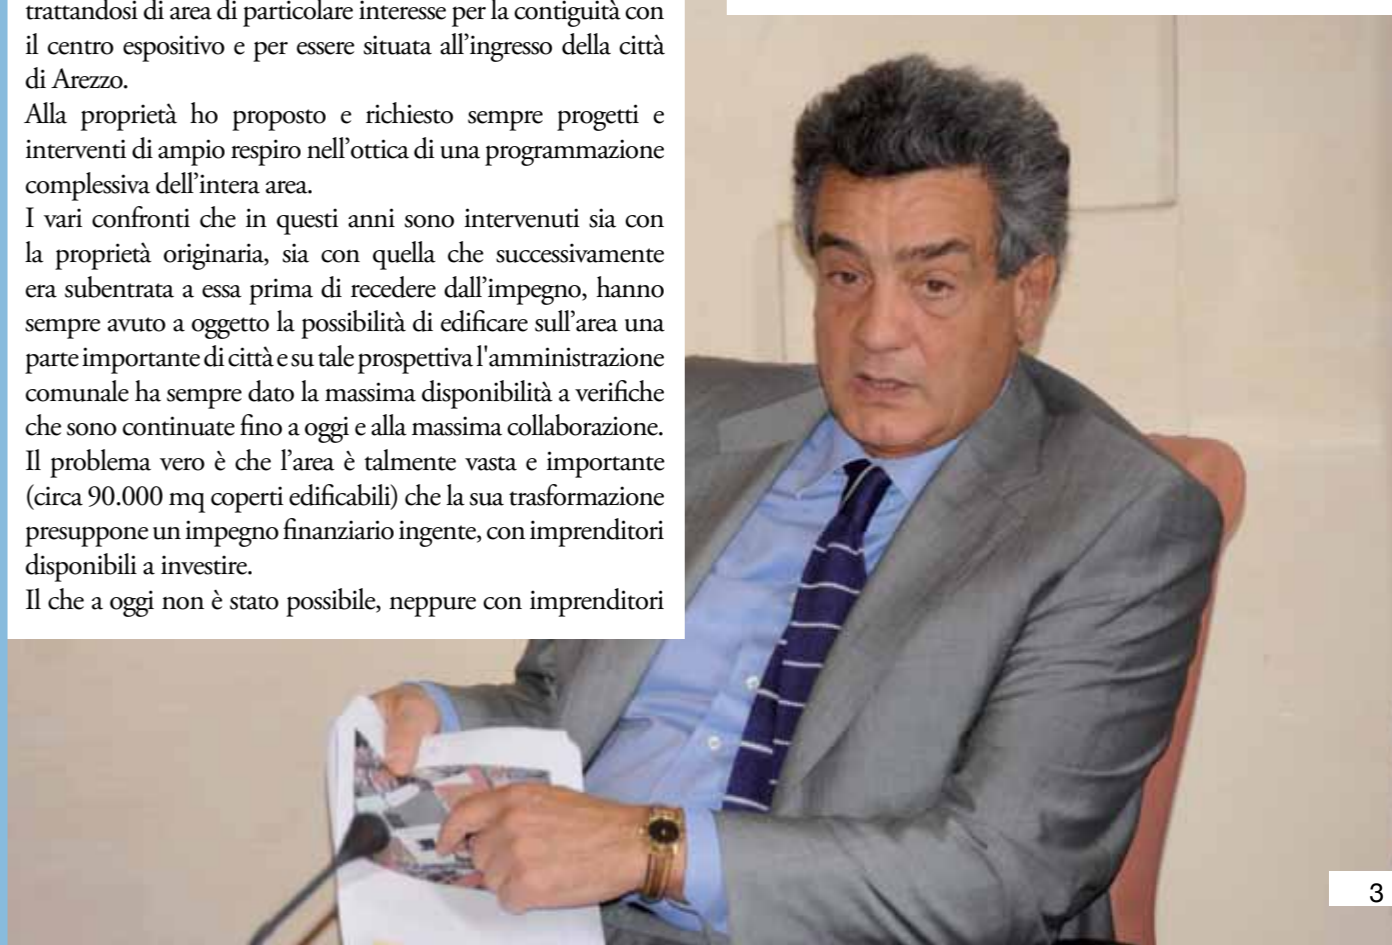 trattandosi di area di particolare interesse per la contiguità con
il centro espositivo e per essere situata all’ingresso della città
di Arezzo.
Alla proprietà ho proposto e richiesto sempre progetti e
interventi di ampio respiro nell’ottica di una programmazione
complessiva dell’intera area.
I vari confronti che in questi anni sono intervenuti sia con
la proprietà originaria, sia con quella che successivamente
era subentrata a essa prima di recedere dall’impegno, hanno
sempre avuto a oggetto la possibilità di edificare sull’area una
parte importante di città e su tale prospettiva l'amministrazione
comunale ha sempre dato la massima disponibilità a verifiche
che sono continuate fino a oggi e alla massima collaborazione.
Il problema vero è che l’area è talmente vasta e importante
(circa 90.000 mq coperti edificabili) che la sua trasformazione
presuppone un impegno finanziario ingente, con imprenditori
disponibili a investire.
Il che a oggi non è stato possibile, neppure con imprenditori
3